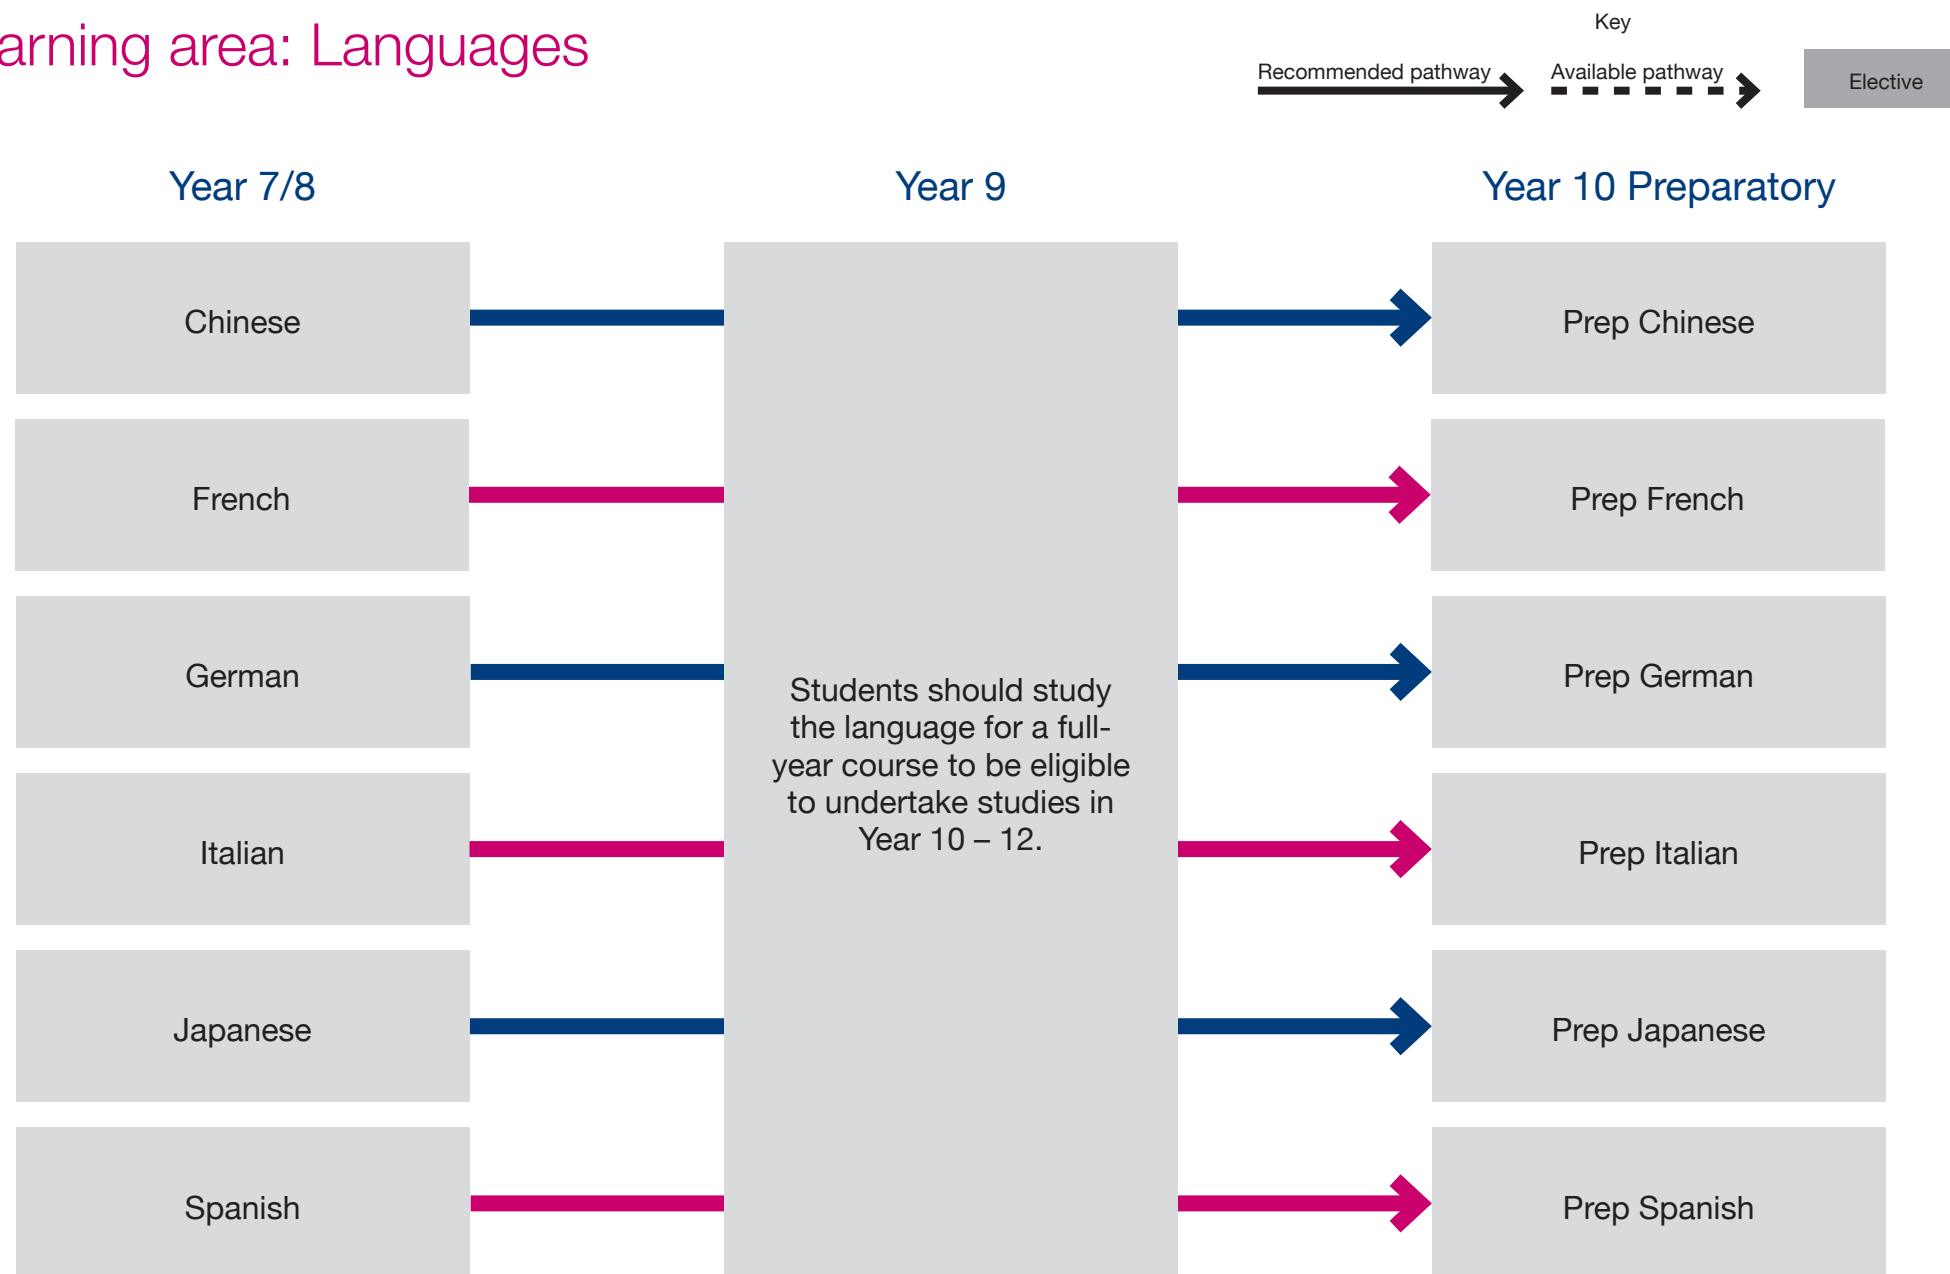 arning area: Languages
Key
Recommended pathway
Available pathway
Elective
Year 7/8
Year 9
Year 10 Preparatory
Chinese
Prep Chinese
French
Prep French
German
Prep German
Students should study
the language for a full-
year course to be eligible
to undertake studies in
Year 10 – 12.
Italian
Prep Italian
Japanese
Prep Japanese
Spanish
Prep Spanish